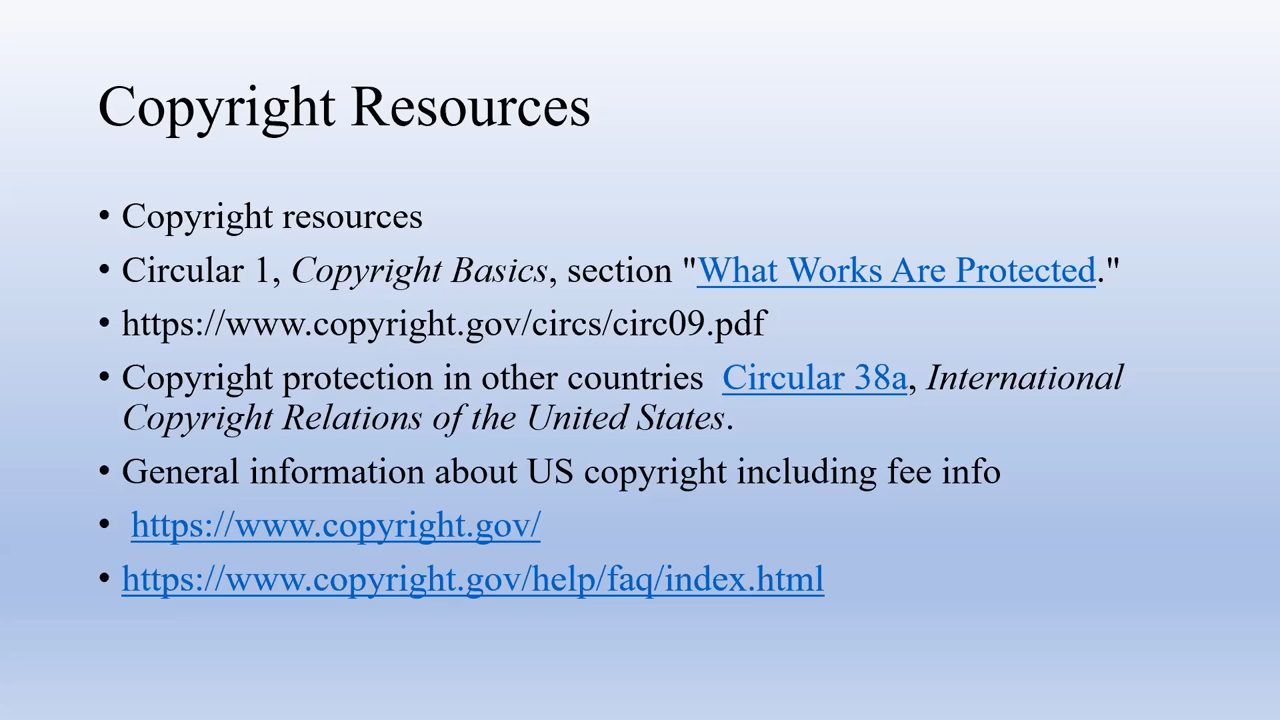 Copyright Resources
• Copyright resources
• Circular 1, Copyright Basics, section "What Works Are Protected."
• https://www.copyright.gov/circs/circ09.pdf
• Copyright protection in other countries  Circular 38a, International
Copyright Relations of the United States.
• General information about US copyright including fee info
• https://www.copyright.gov/
• https://www.copyright.gov/help/faq/index.html